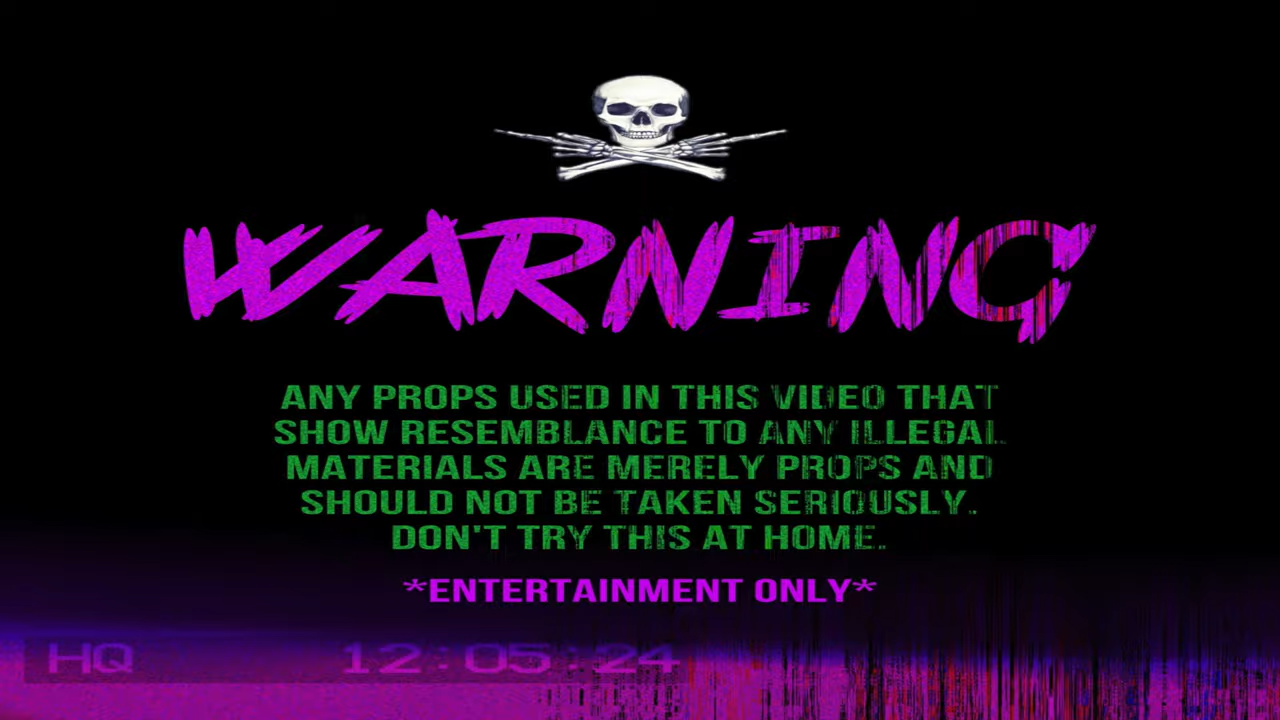 WARNING
ANY PROPS USED IN THIS VIDEO THAT
SHOW RESEMBLANCE TO ANY ILLEGAL
MATERIALS ARE MERELY PROPS AND
SHOULD NOT BE TAKEN SERIOUSLY.
DON'T TRY THIS AT HOME.
*ENTERTAINMENT ONLY*
HQ 12:05:24